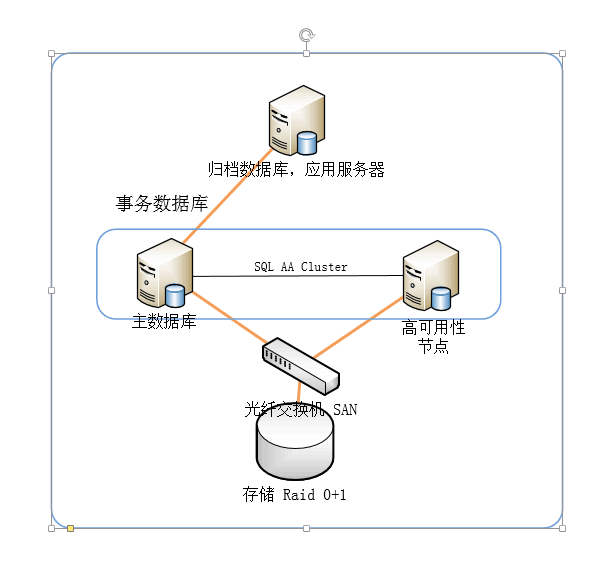 归档数据库，应用服务器
事务数据库
SQL AA Cluster
主数据库
高可用性
节点
光纤交换机 SAN
存储 Raid 0+1